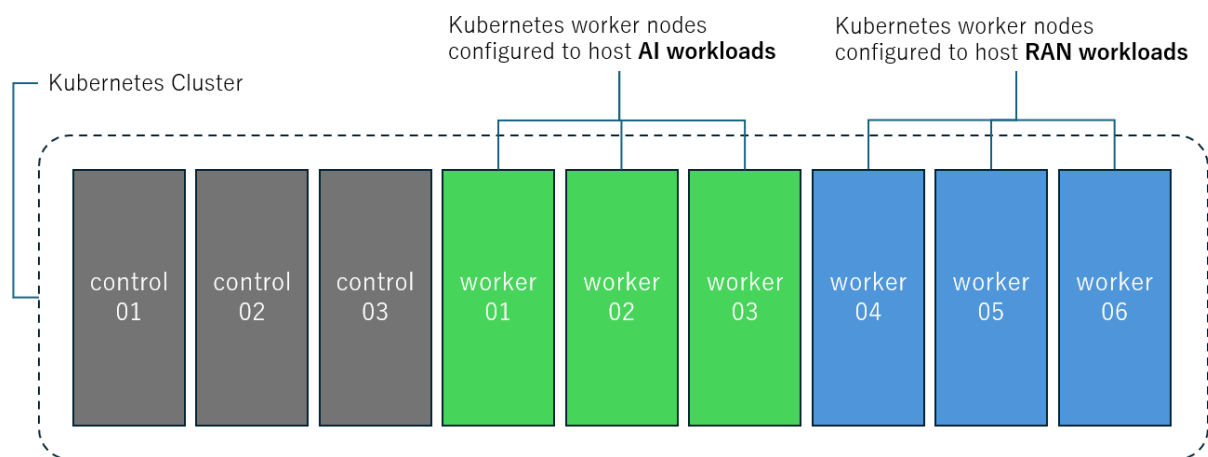 Kubernetes worker nodes
configured to host AI workloads
Kubernetes worker nodes
configured to host RAN workloads
Kubernetes Cluster
control
01
control
02
control
03
worker
01
worker
02
worker
03
worker
04
worker
05
worker
06